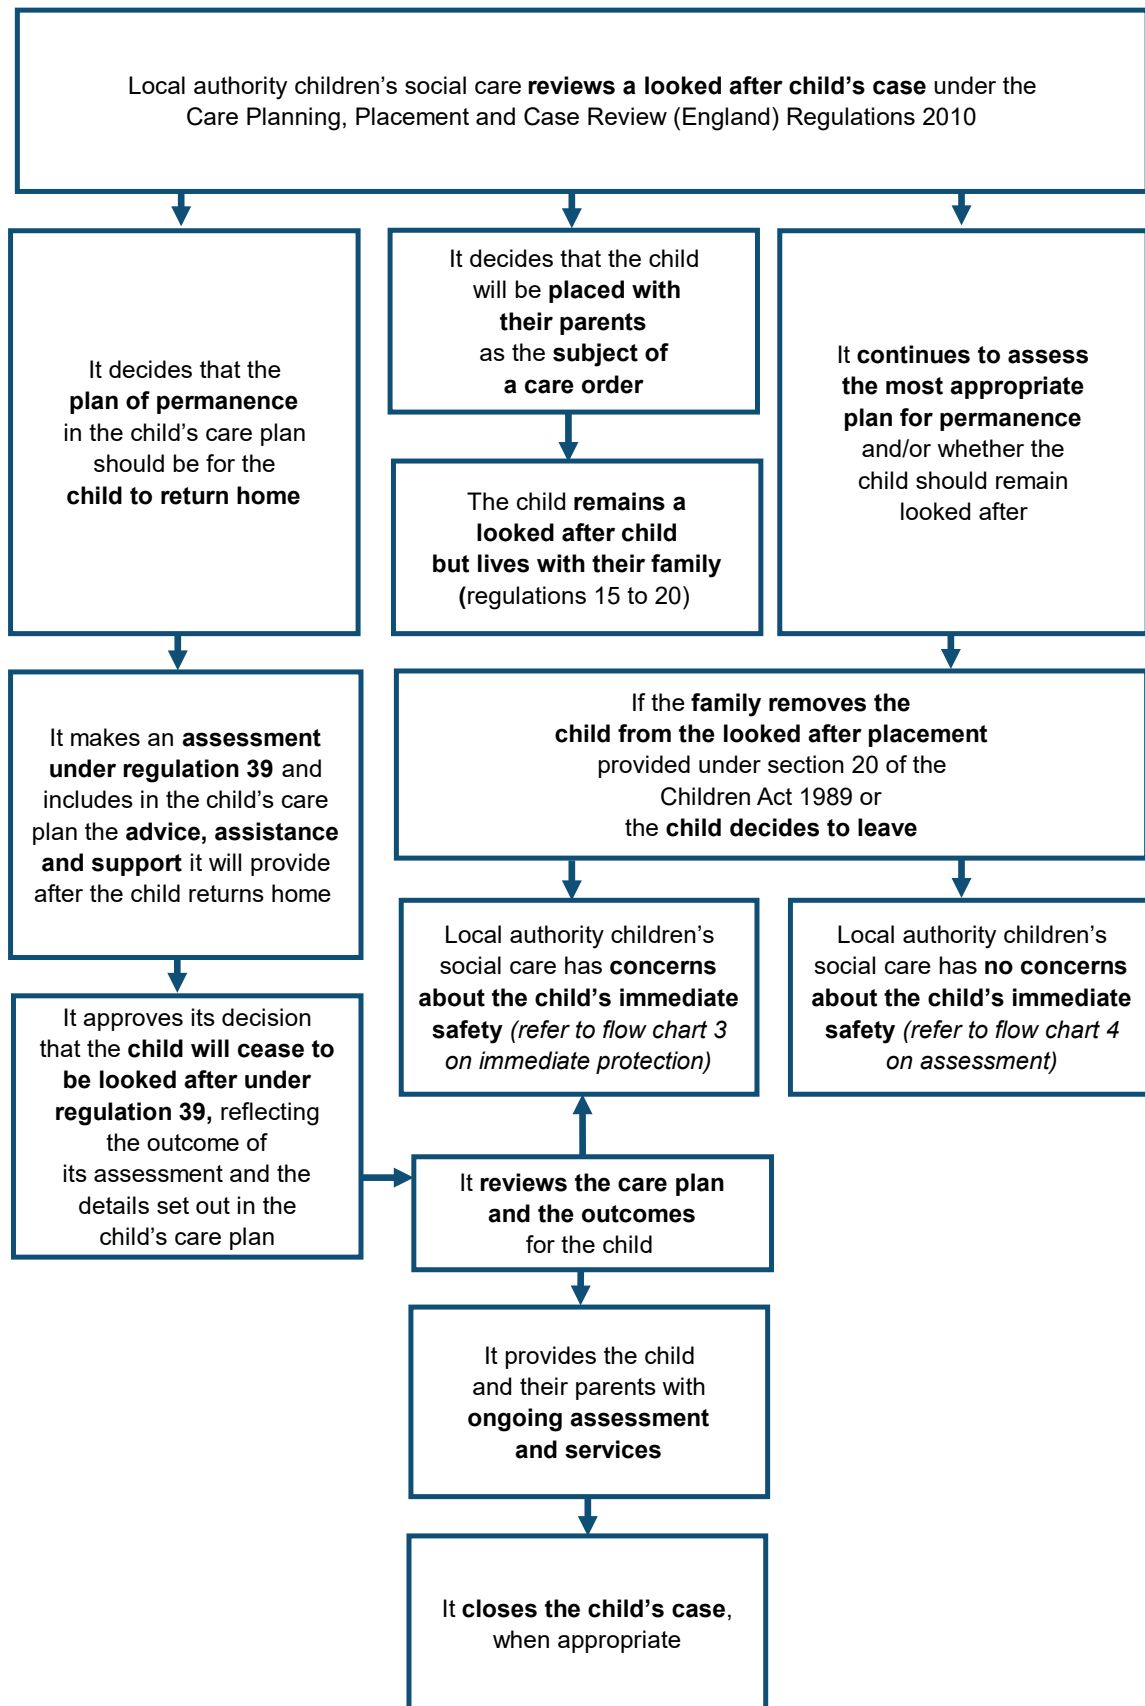 Local authority children’s social care reviews a looked after child’s case under the
Care Planning, Placement and Case Review (England) Regulations 2010
It decides that the
plan of permanence
in the child’s care plan
should be for the
child to return home
It decides that the child
will be placed with
their parents
as the subject of
a care order
The child remains a
looked after child
but lives with their family
(regulations 15 to 20)
It continues to assess
the most appropriate
plan for permanence
and/or whether the
child should remain
looked after
It makes an assessment
under regulation 39 and
includes in the child’s care
plan the advice, assistance
and support it will provide
after the child returns home
If the family removes the
child from the looked after placement
provided under section 20 of the
Children Act 1989 or
the child decides to leave
Local authority children’s
social care has concerns
about the child’s immediate
safety (refer to flow chart 3
on immediate protection)
Local authority children’s
social care has no concerns
about the child’s immediate
safety (refer to flow chart 4
on assessment)
It approves its decision
that the child will cease to
be looked after under
regulation 39, reflecting
the outcome of
its assessment and the
details set out in the
child’s care plan
It reviews the care plan
and the outcomes
for the child
It provides the child
and their parents with
ongoing assessment
and services
It closes the child’s case,
when appropriate